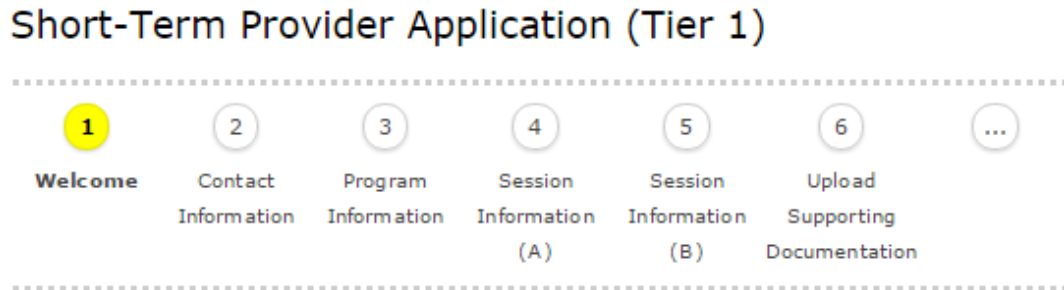 Short-Term Provider Application (Tier 1)
1 2 3 4 5 6 ...
Welcome Contact Program Session Session Upload
Information Information Information Information Supporting
(A) (B) Documentation